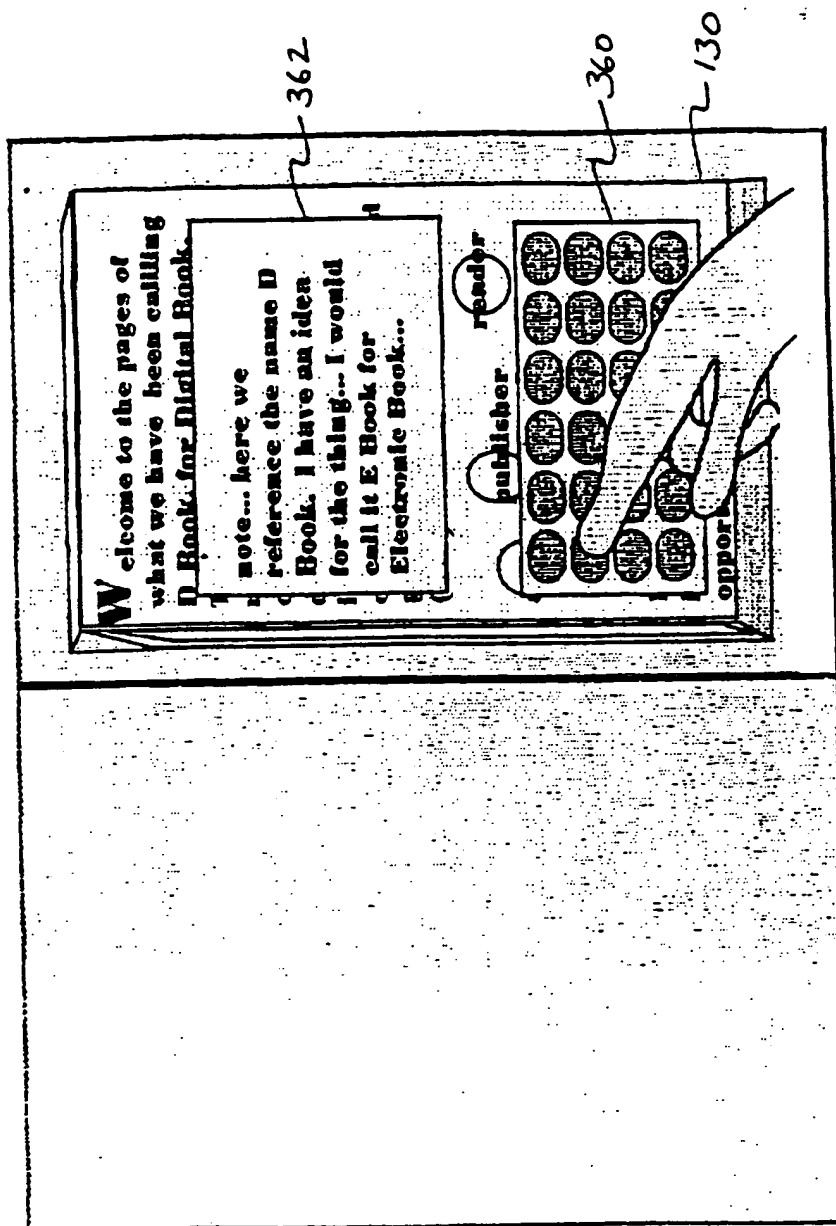 Welcome to the pages of
what we have been callling
D Book, for Digital Book.
note... here we
reference the name D
Book. I have an idea
for the thing... I would
call it E Book for
Electronic Book...
publisher
reader
oppor
362
360
130